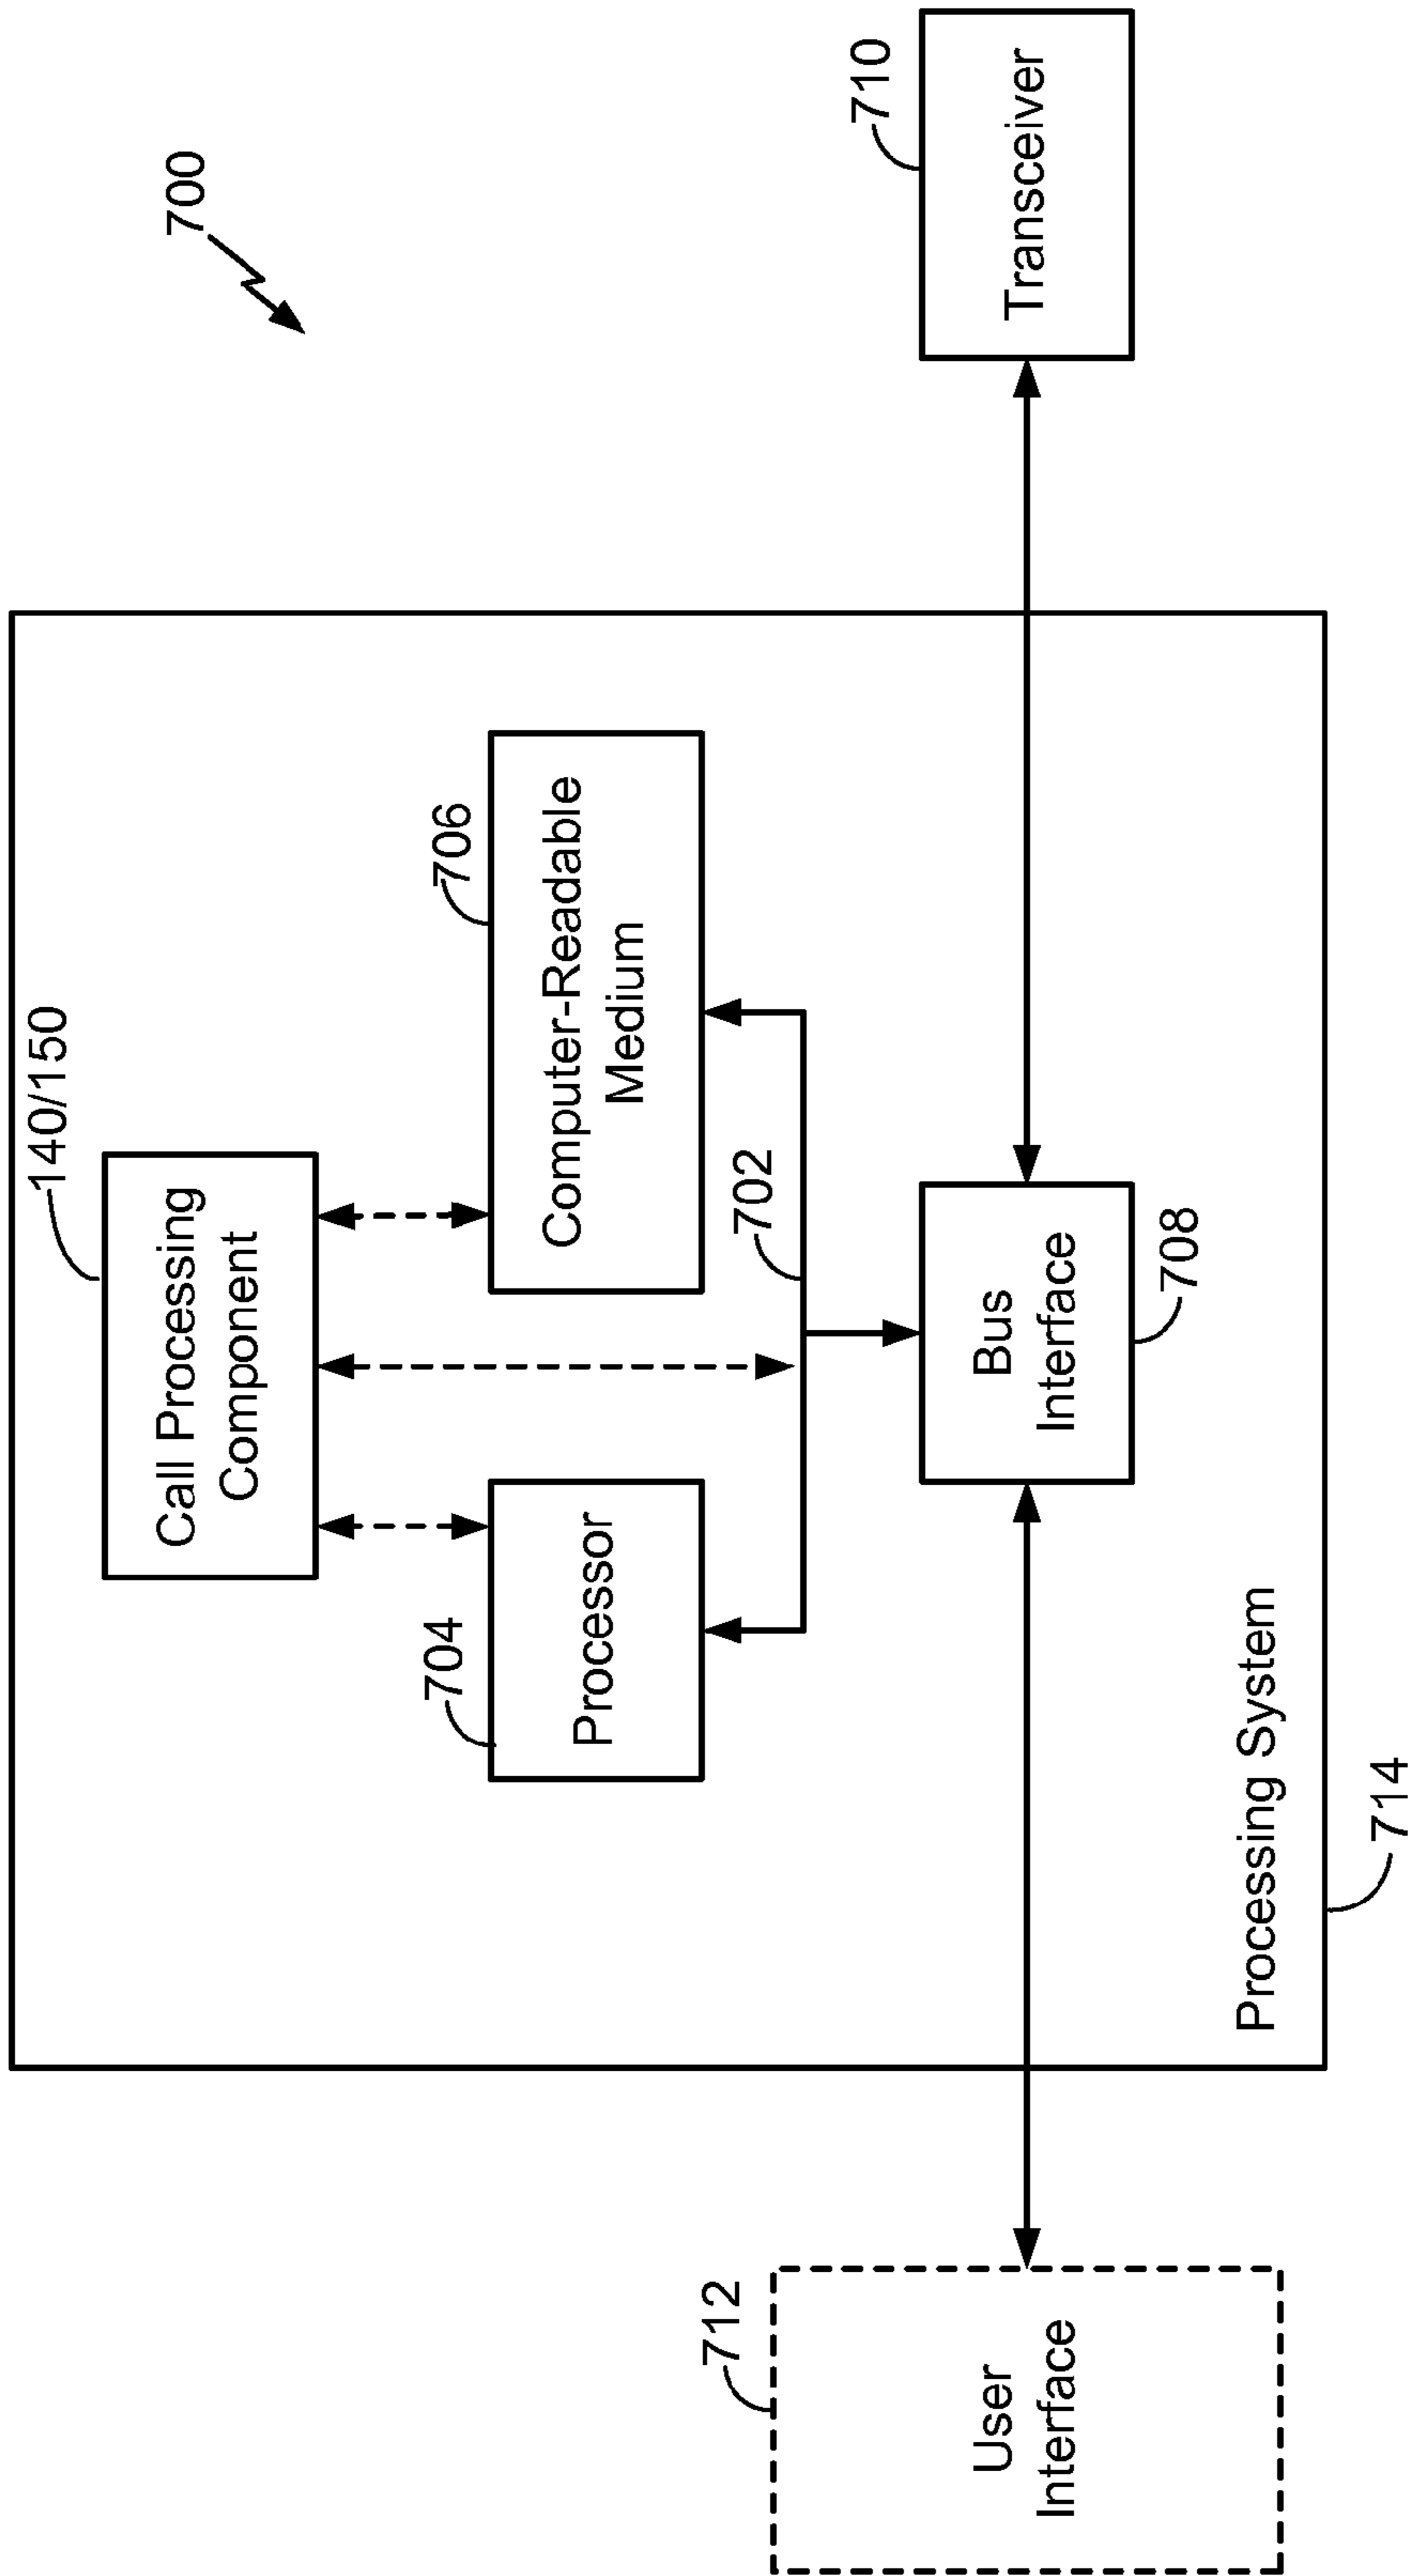 700
140/150
Call Processing
Component
704
Processor
706
Computer-Readable
Medium
702
712
User
Interface
Bus
Interface
708
710
Transceiver
Processing System
714